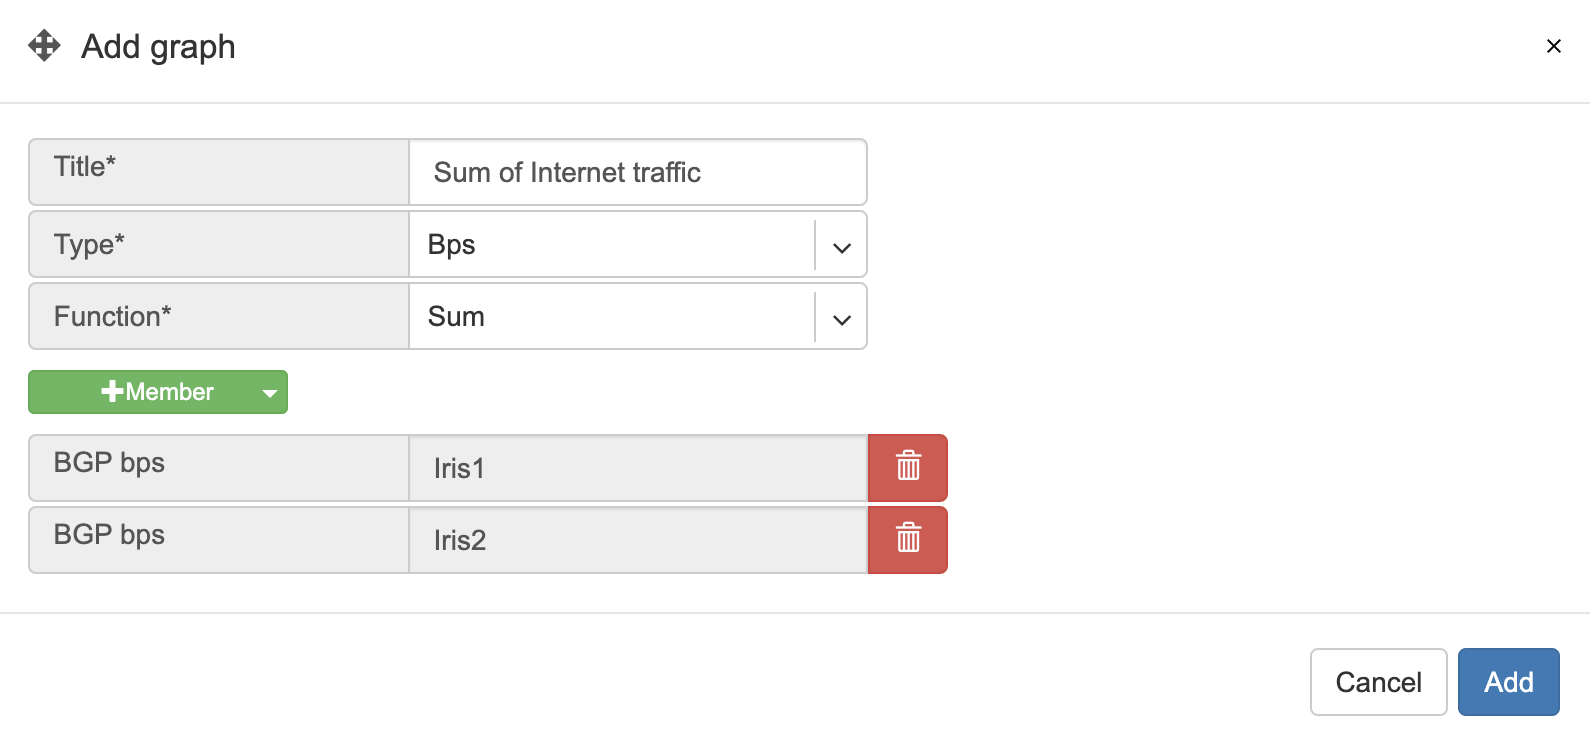 Add graph
Title* Sum of Internet traffic
Type* Bps
Function* Sum
Member
BGP bps Iris1
BGP bps Iris2
Cancel Add